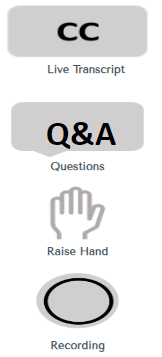 CC
Live Transcript
Q&A
Questions
Raise Hand
Recording